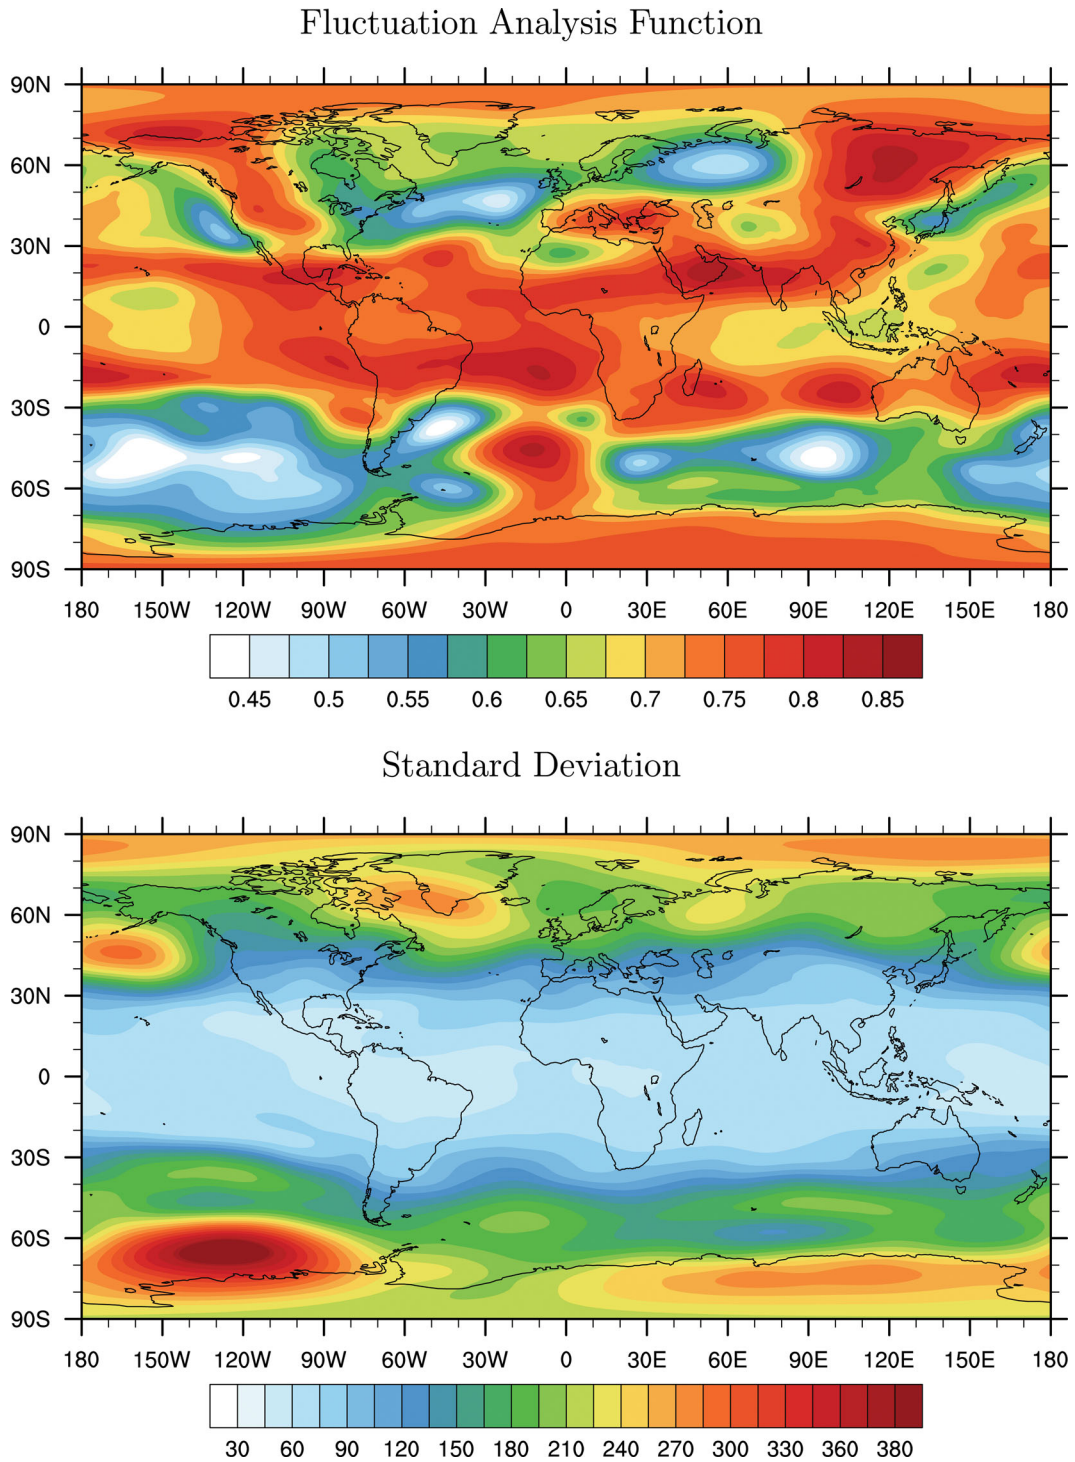 Fluctuation Analysis Function
90N
60N
30N
0
30S
60S
90S
180 150W 120W 90W 60W 30W 0 30E 60E 90E 120E 150E 180
0.45 0.5 0.55 0.6 0.65 0.7 0.75 0.8 0.85
Standard Deviation
90N
60N
30N
0
30S
60S
90S
180 150W 120W 90W 60W 30W 0 30E 60E 90E 120E 150E 180
30 60 90 120 150 180 210 240 270 300 330 360 380